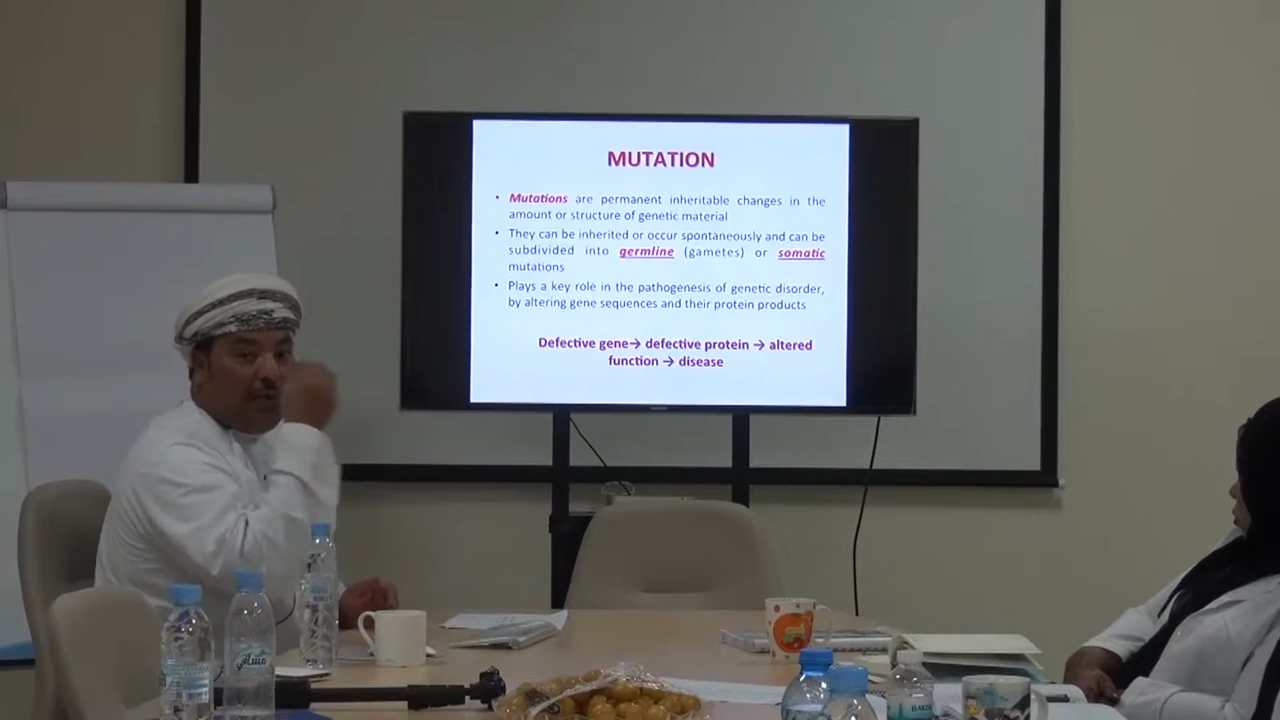 MUTATION
• Mutations are permanent inheritable changes in the
amount or structure of genetic material
• They can be inherited or occur spontaneously and can be
subdivided into germline (gametes) or somatic
mutations
• Plays a key role in the pathogenesis of genetic disorder,
by altering gene sequences and their protein products
Defective gene→ defective protein → altered
function → disease